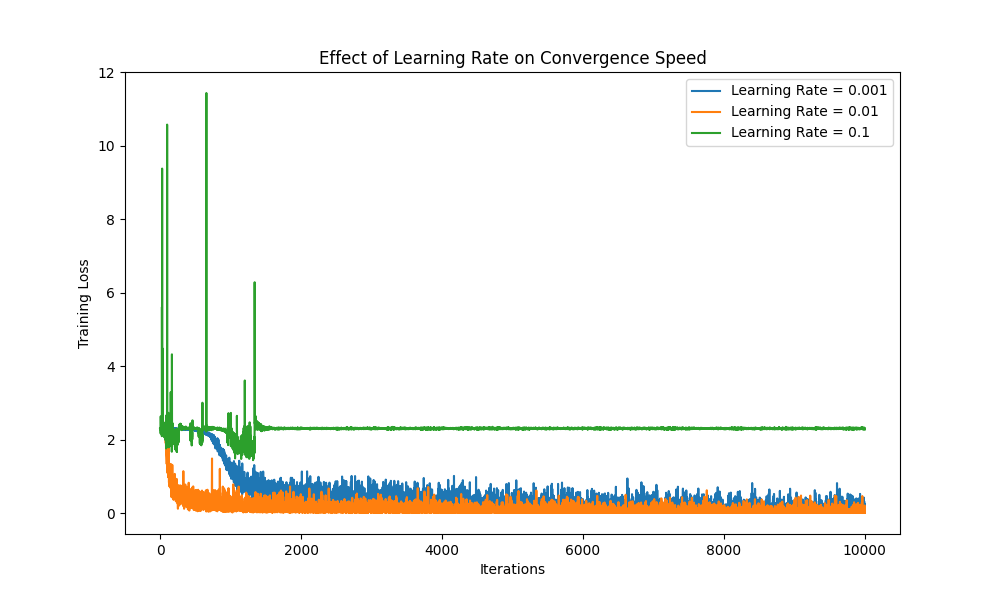 Effect of Learning Rate on Convergence Speed
12
10
8
6
4
2
0
Training Loss
Learning Rate = 0.001
Learning Rate = 0.01
Learning Rate = 0.1
0 2000 4000 6000 8000 10000
Iterations